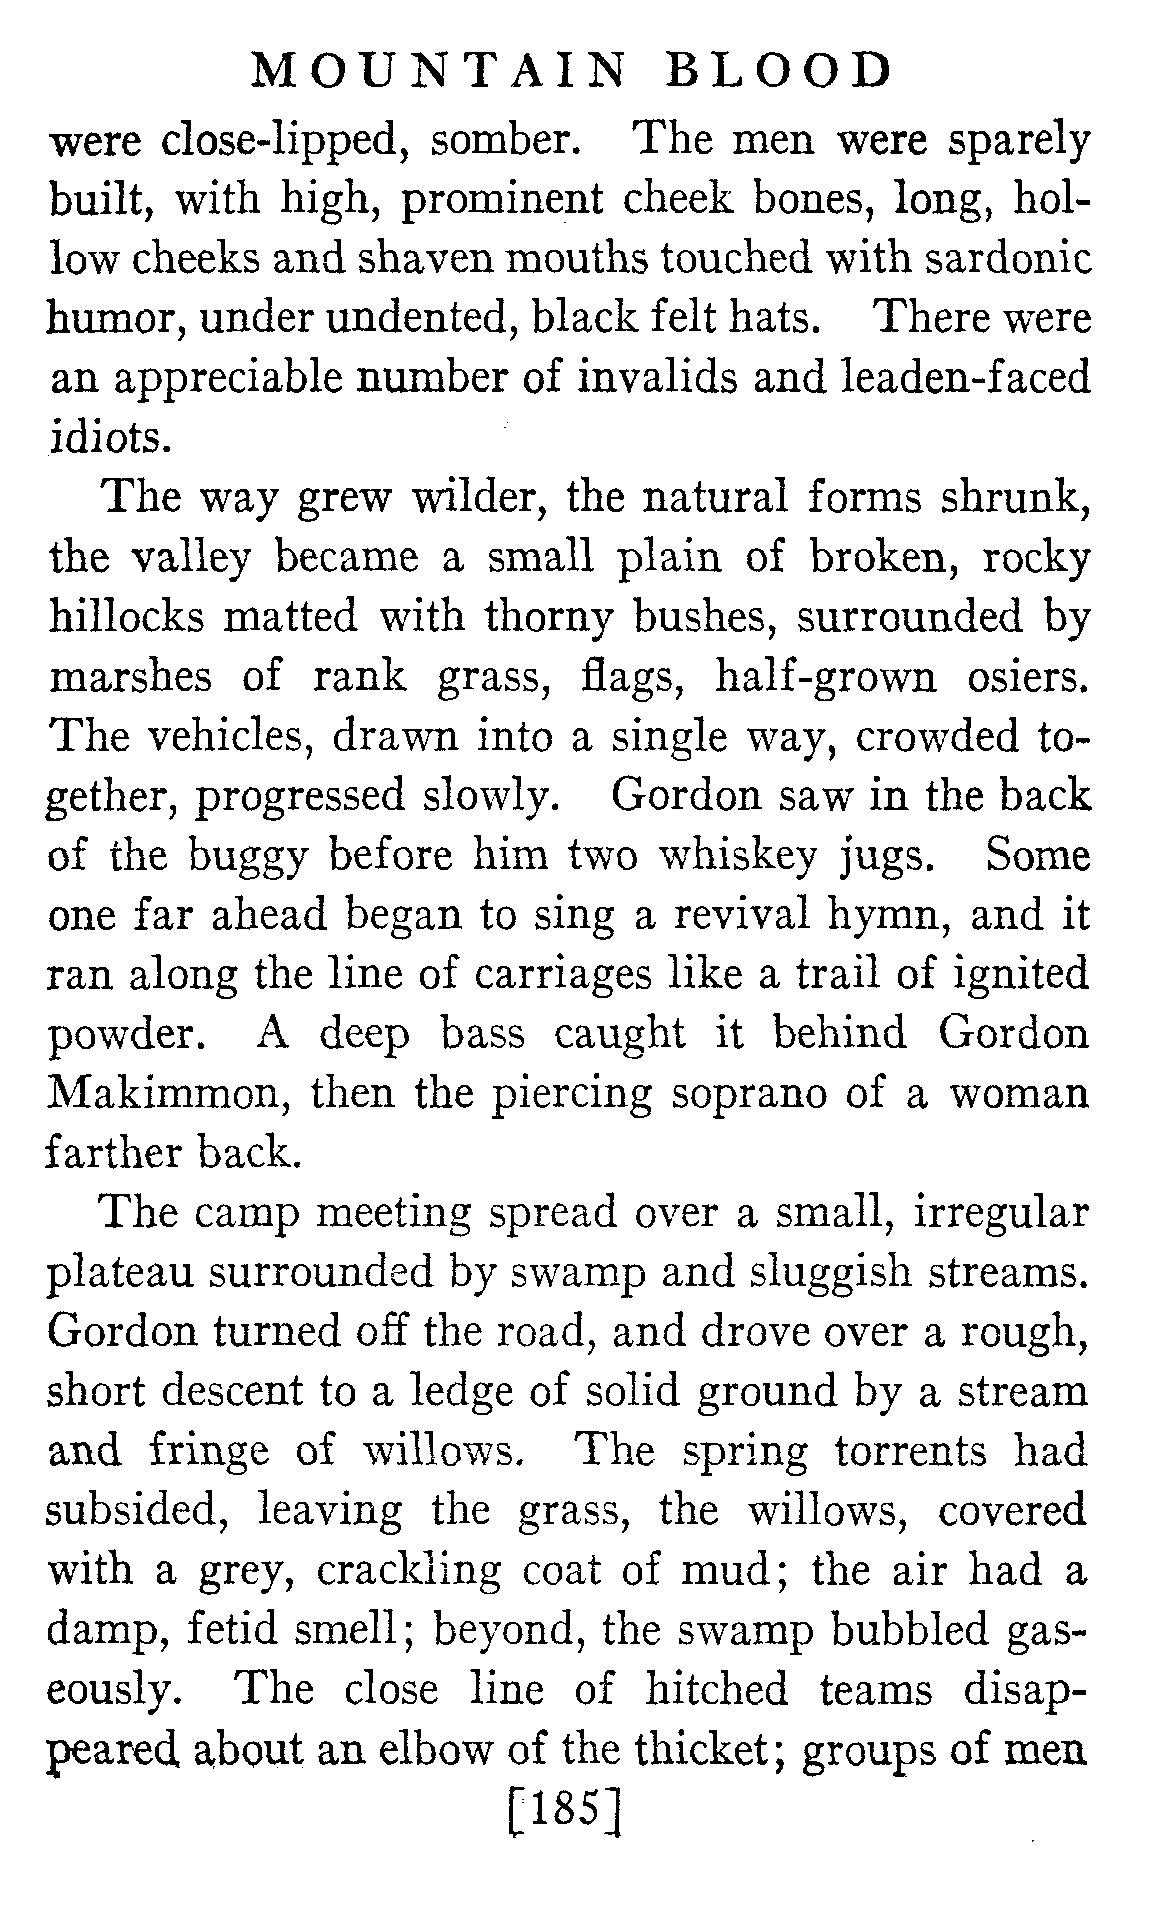 MOUNTAIN BLOOD
were close-lipped, somber. The men were sparely
built, with high, prominent cheek bones, long, hol-
low cheeks and shaven mouths touched with sardonic
humor, under undented, black felt hats. There were
an appreciable number of invalids and leaden-faced
idiots.
The way grew wilder, the natural forms shrunk,
the valley became a small plain of broken, rocky
hillocks matted with thorny bushes, surrounded by
marshes of rank grass, flags, half-grown osiers.
The vehicles, drawn into a single way, crowded to-
gether, progressed slowly. Gordon saw in the back
of the buggy before him two whiskey jugs. Some
one far ahead began to sing a revival hymn, and it
ran along the line of carriages like a trail of ignited
powder. A deep bass caught it behind Gordon
Makimmon, then the piercing soprano of a woman
farther back.
The camp meeting spread over a small, irregular
plateau surrounded by swamp and sluggish streams.
Gordon turned off the road, and drove over a rough,
short descent to a ledge of solid ground by a stream
and fringe of willows. The spring torrents had
subsided, leaving the grass, the willows, covered
with a grey, crackling coat of mud; the air had a
damp, fetid smell; beyond, the swamp bubbled gas-
eously. The close line of hitched teams disap-
peared about an elbow of the thicket; groups of men
[185]